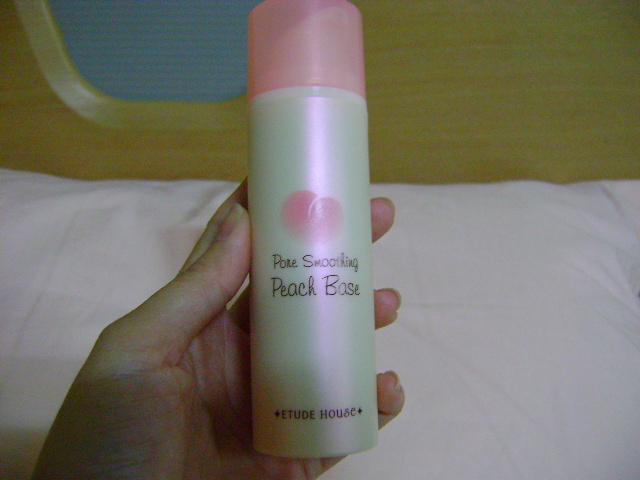 Pore Smoothing
Peach Base
✦ETUDE HOUSE✦